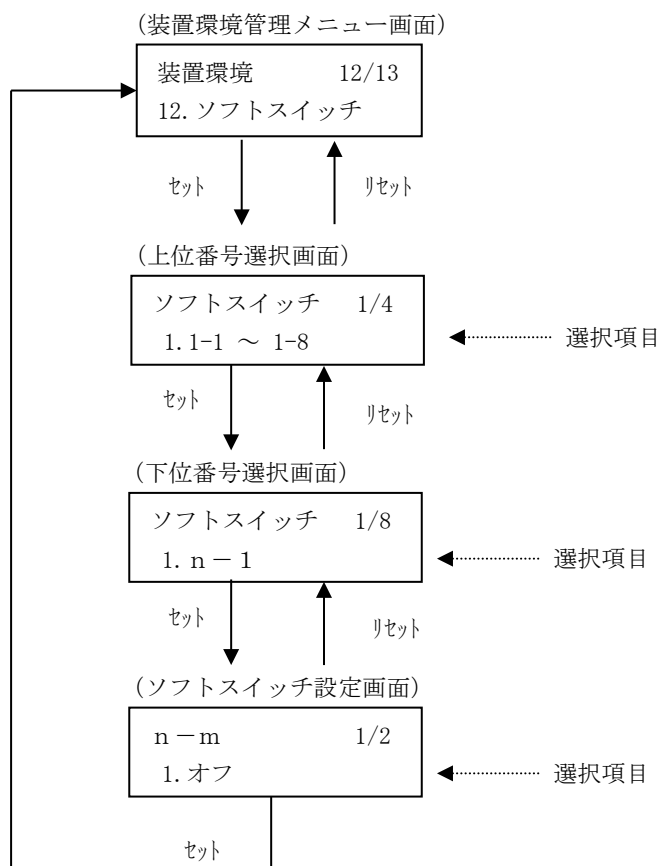 (装置環境管理メニュー画面)
装置環境 12/13
12.ソフトスイッチ
ｾｯﾄ ﾘｾｯﾄ
(上位番号選択画面)
ソフトスイッチ 1/4
1.1-1 ～ 1-8
選択項目
ｾｯﾄ ﾘｾｯﾄ
(下位番号選択画面)
ソフトスイッチ 1/8
1.ｎ－1
選択項目
ｾｯﾄ ﾘｾｯﾄ
(ソフトスイッチ設定画面)
ｎ－ｍ 1/2
1.オフ
選択項目
ｾｯﾄ